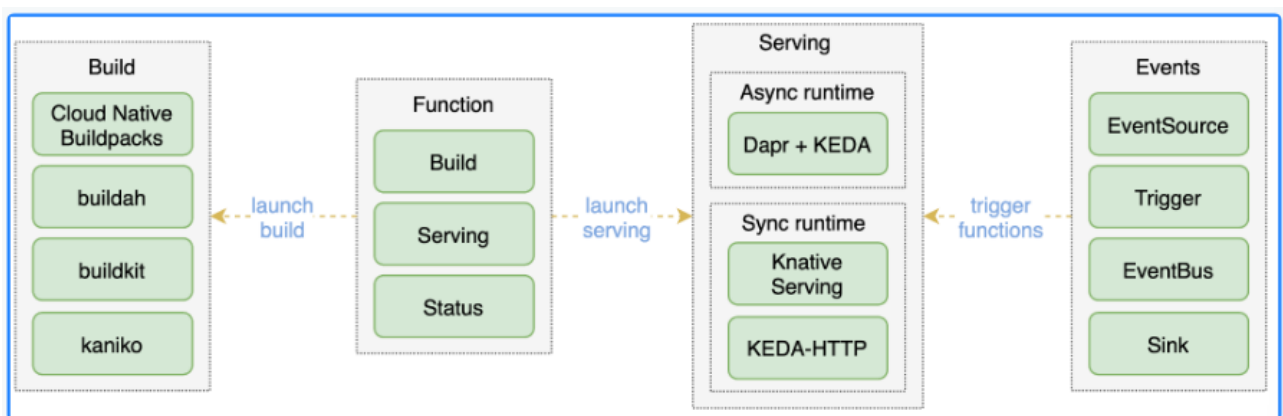 Build
Cloud Native
Buildpacks
buildah
buildkit
kaniko
launch
build
Function
Build
Serving
Status
launch
serving
Serving
Async runtime
Dapr + KEDA
Sync runtime
Knative
Serving
KEDA-HTTP
trigger
functions
Events
EventSource
Trigger
EventBus
Sink